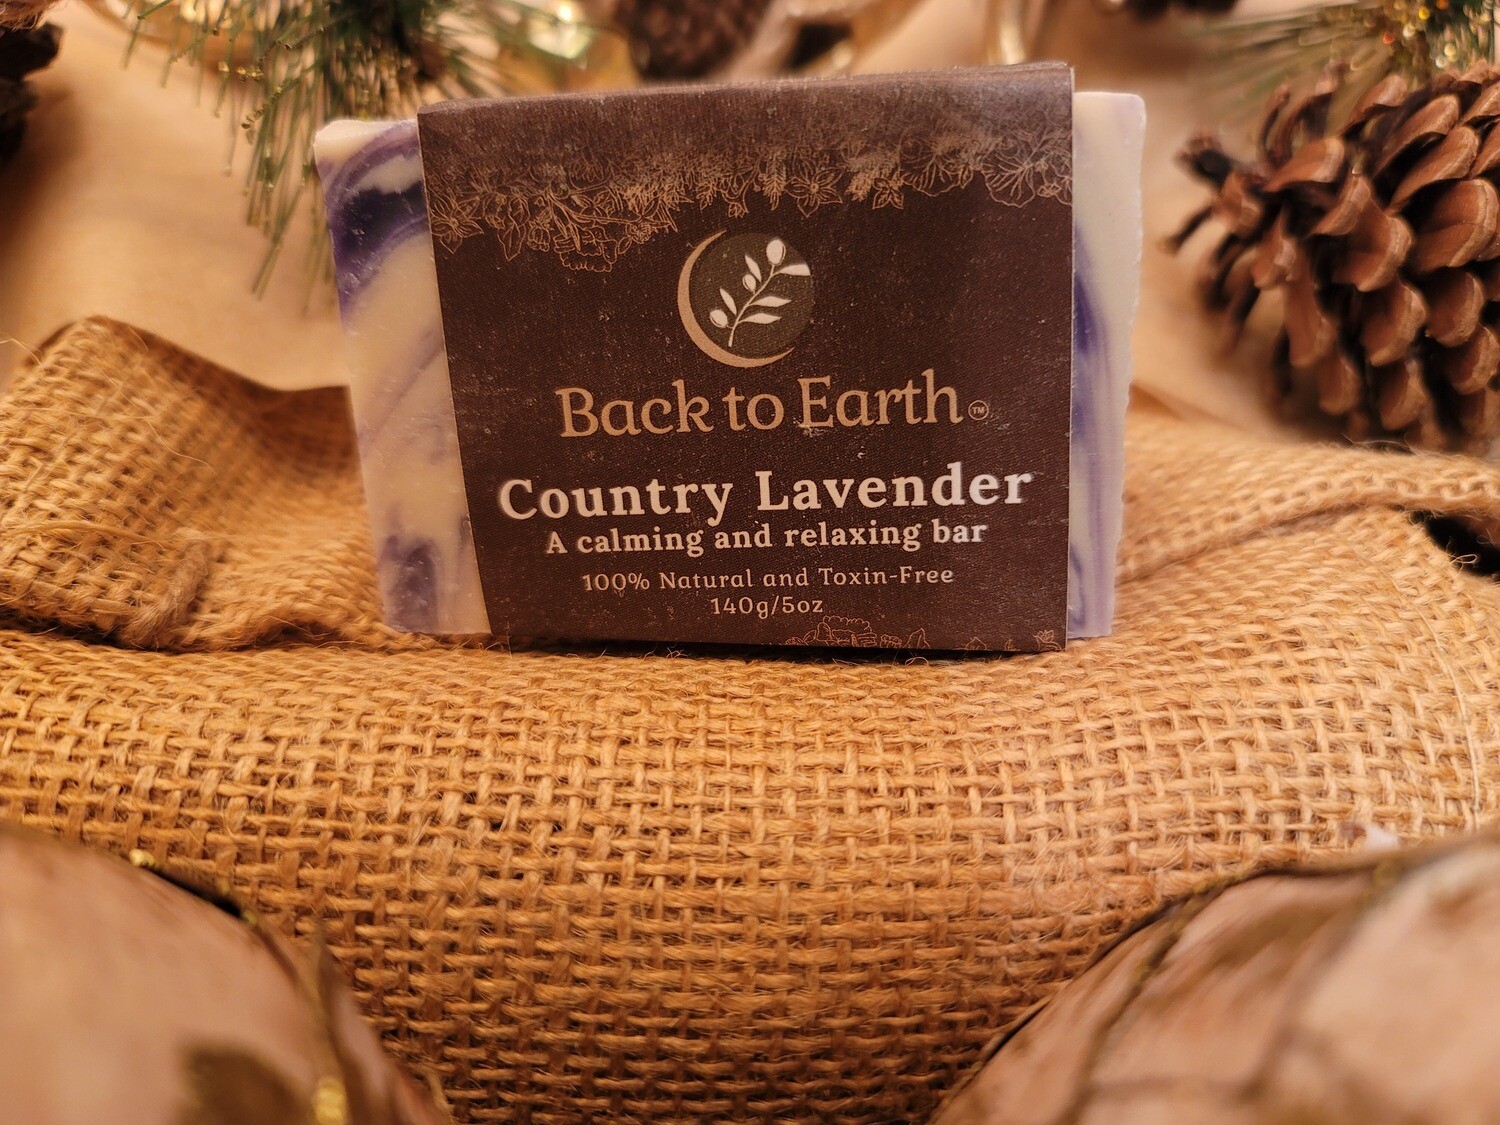 Back to Earth™
Country Lavender
A calming and relaxing bar
100% Natural and Toxin-Free
140g/5oz